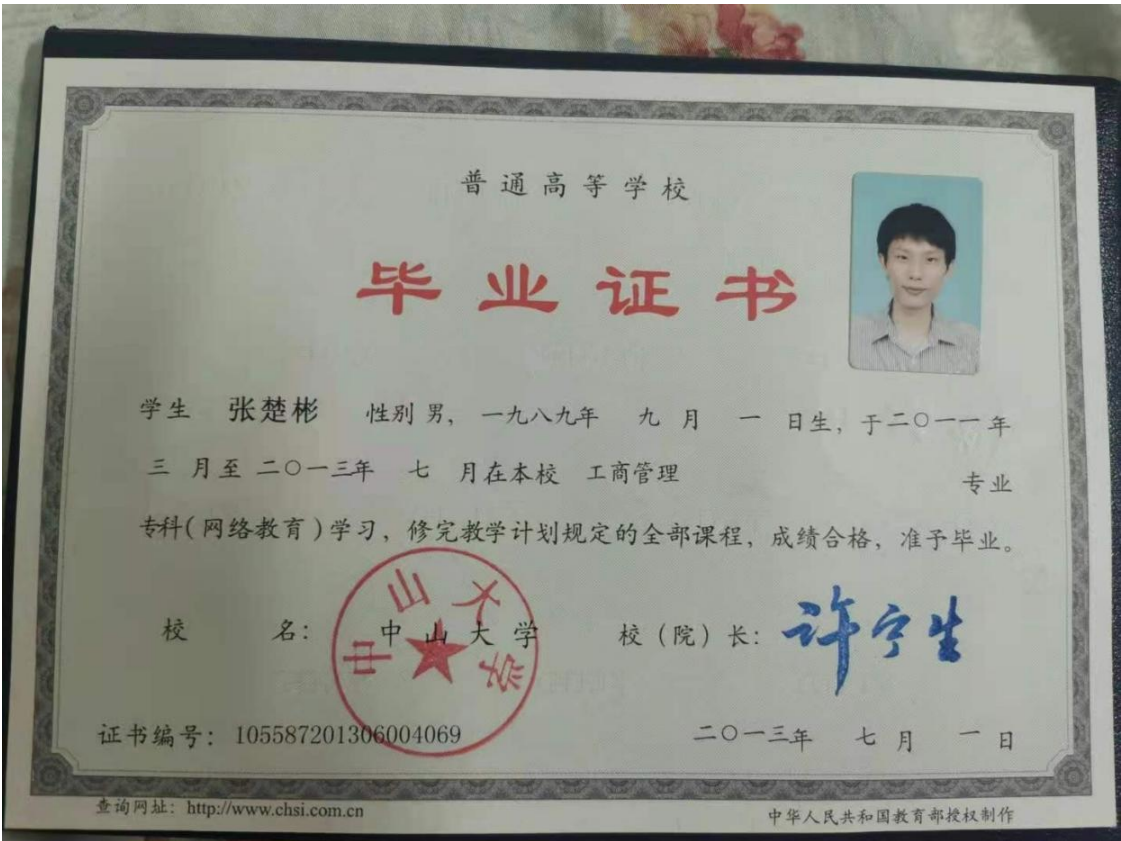 普通高等学校
毕业证书
学生 张楚彬 性别 男， 一九八九年 九 月 一 日生，于二〇一一年
三 月至 二〇一三年 七 月在本校 工商管理 专业
专科(网络教育)学习，修完教学计划规定的全部课程，成绩合格，准予毕业。
校 名： 中山大学 校（院）长：许宁生
中山大学
证书编号：105587201306004069 二〇一三年 七 月 一 日
查询网址：http://www.chsi.com.cn 中华人民共和国教育部授权制作